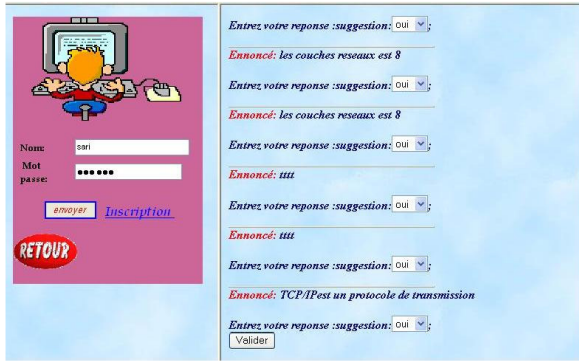 Nom: sari
Mot
passe: ●●●●●●
envoyer Inscription
RETOUR
Entrez votre reponse :suggestion: oui ;
Ennoncé: les couches reseaux est 8
Entrez votre reponse :suggestion: oui ;
Ennoncé: les couches reseaux est 8
Entrez votre reponse :suggestion: oui ;
Ennoncé: tttt
Entrez votre reponse :suggestion: oui ;
Ennoncé: tttt
Entrez votre reponse :suggestion: oui ;
Ennoncé: TCP/IPest un protocole de transmission
Entrez votre reponse :suggestion: oui ;
Valider